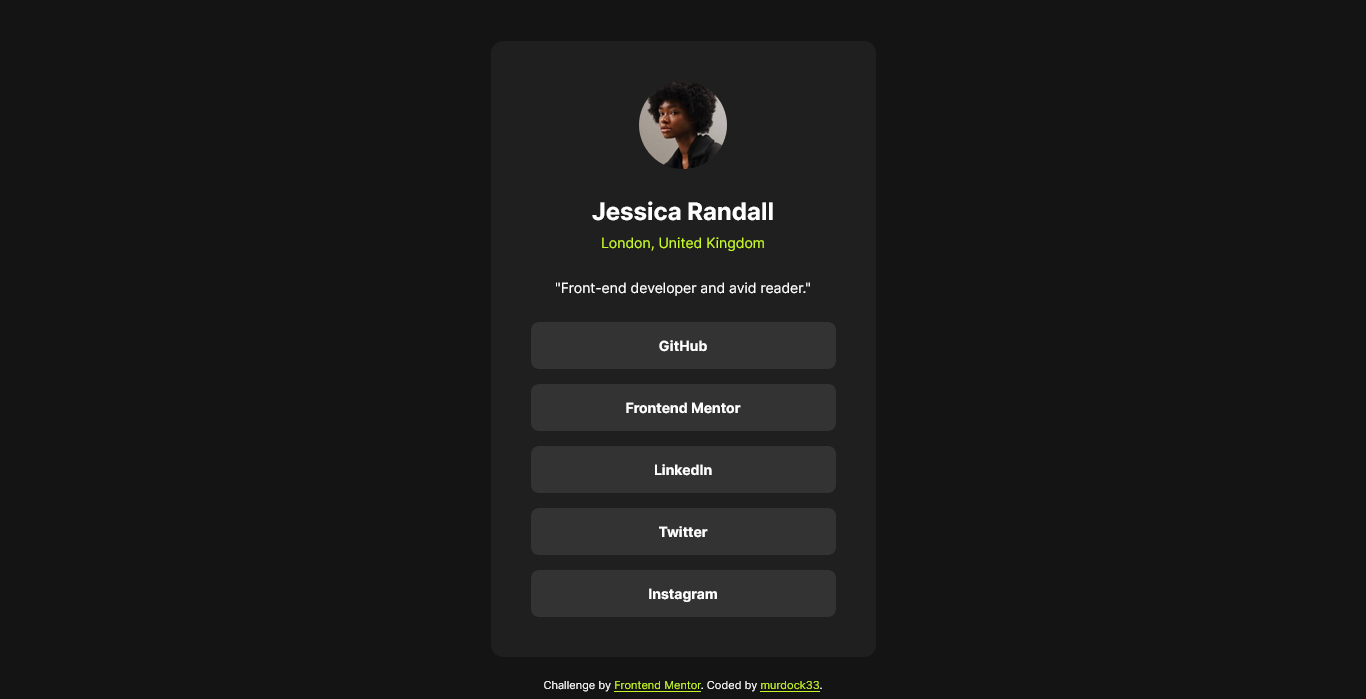 Jessica Randall
London, United Kingdom
"Front-end developer and avid reader."
GitHub
Frontend Mentor
LinkedIn
Twitter
Instagram
Challenge by Frontend Mentor. Coded by murdock33.